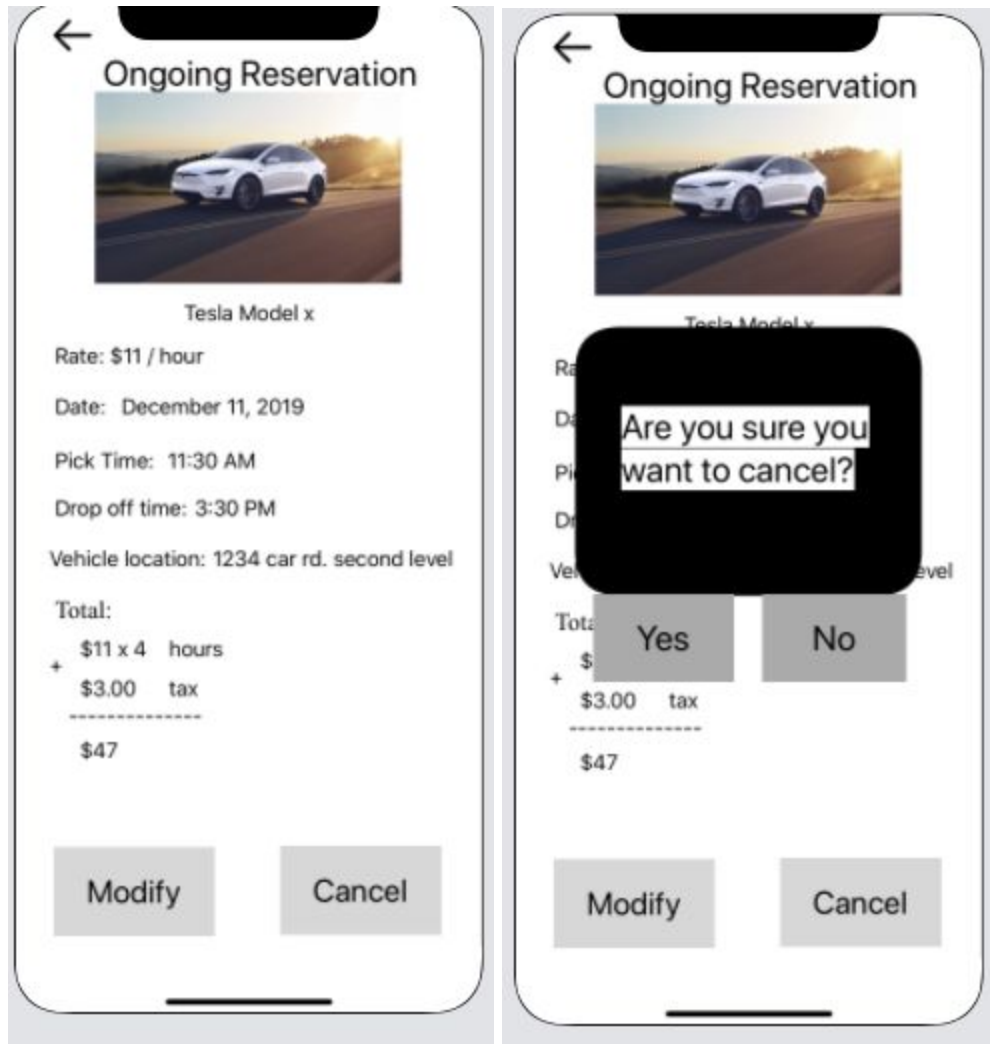 Ongoing Reservation
Tesla Model x
Rate: $11 / hour
Date: December 11, 2019
Pick Time: 11:30 AM
Drop off time: 3:30 PM
Vehicle location: 1234 car rd. second level
Total:
$11 x 4 hours
+
$3.00 tax
--------------
$47
Modify Cancel
Ongoing Reservation
Tesla Model x
Are you sure you
want to cancel?
Yes No
+
$3.00 tax
--------------
$47
Modify Cancel